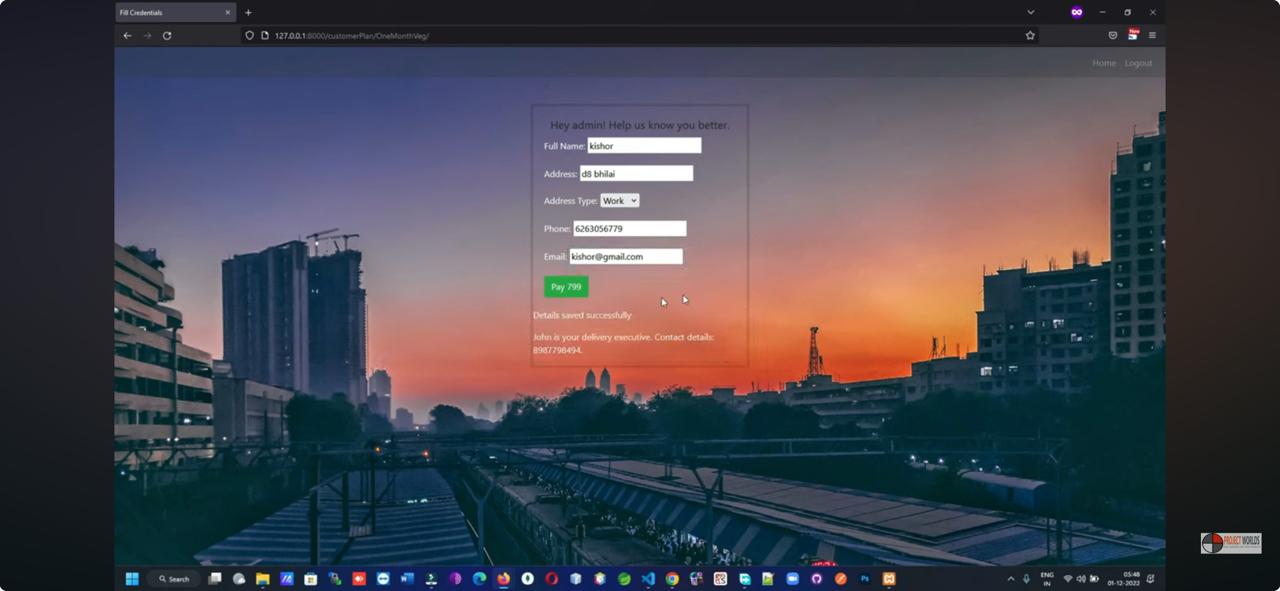 Fill Credentials
127.0.0.1:8000/customerPlan/OneMonthVeg/
Home Logout
Hey admin! Help us know you better.
Full Name: kishor
Address: d8 bhilai
Address Type: Work
Phone: 6263056779
Email: kishor@gmail.com
Pay 799
Details saved successfully
John is your delivery executive. Contact details:
8987798494.
PROJECT WORLDS
Search
Ps
ENG
IN
05:48
01-12-2022